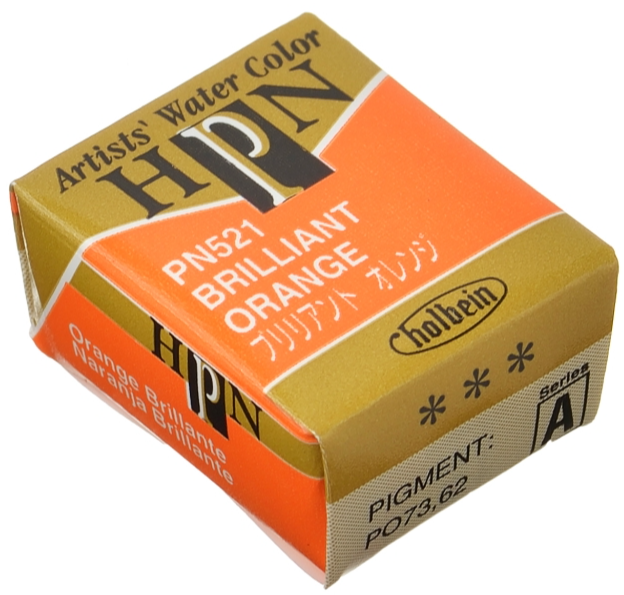 Artists' Water Color
HPN
PN521
BRILLIANT
ORANGE
ブリリアント オレンジ
holbein
***
Series
A
PIGMENT:
PO73,62
HPN
Orange Brillante
Naranja Brillante